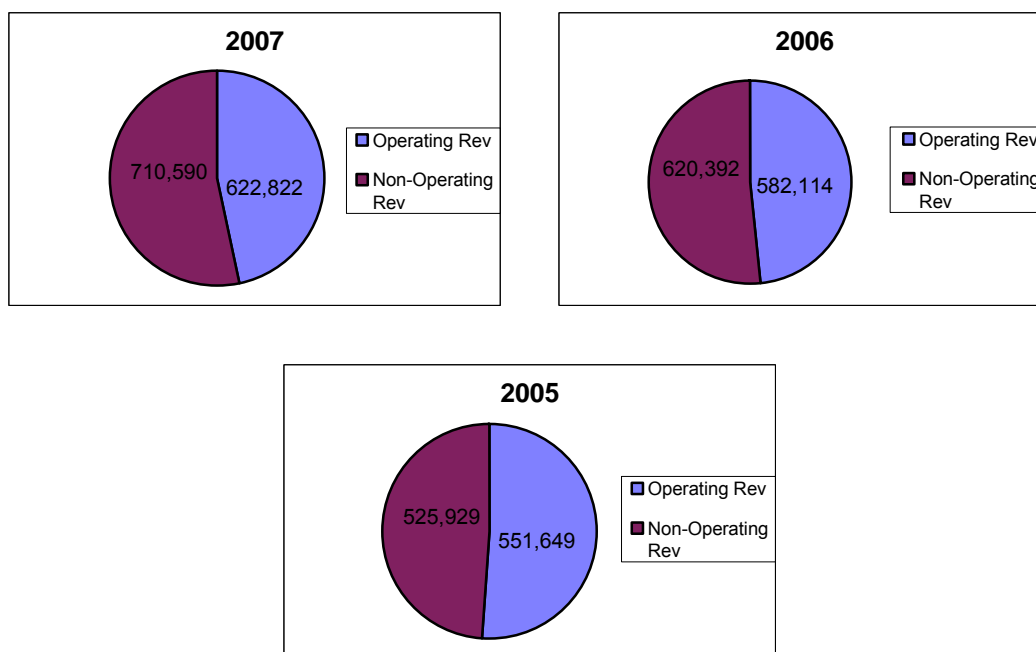 2007
710,590
622,822
Operating Rev
Non-Operating
Rev
2006
620,392
582,114
Operating Rev
Non-Operating
Rev
2005
525,929
551,649
Operating Rev
Non-Operating
Rev